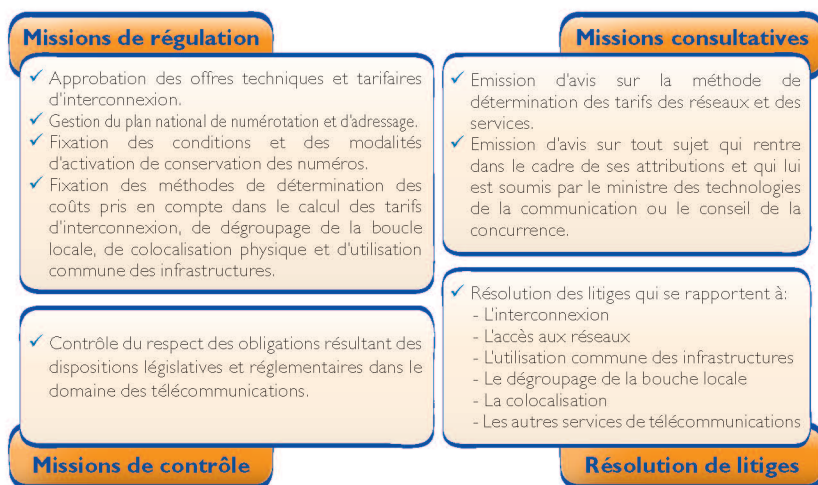 Missions de régulation
✓ Approbation des offres techniques et tarifaires
d'interconnexion.
✓ Gestion du plan national de numérotation et d'adressage.
✓ Fixation des conditions et des modalités
d'activation de conservation des numéros.
✓ Fixation des méthodes de détermination des
coûts pris en compte dans le calcul des tarifs
d'interconnexion, de dégroupage de la boucle
locale, de colocalisation physique et d'utilisation
commune des infrastructures.
Missions consultatives
✓ Emission d'avis sur la méthode de
détermination des tarifs des réseaux et des
services.
✓ Emission d'avis sur tout sujet qui rentre
dans le cadre de ses attributions et qui lui
est soumis par le ministre des technologies
de la communication ou le conseil de la
concurrence.
✓ Contrôle du respect des obligations résultant des
dispositions législatives et réglementaires dans le
domaine des télécommunications.
Missions de contrôle
✓ Résolution des litiges qui se rapportent à:
- L'interconnexion
- L'accès aux réseaux
- L'utilisation commune des infrastructures
- Le dégroupage de la bouche locale
- La colocalisation
- Les autres services de télécommunications
Résolution de litiges